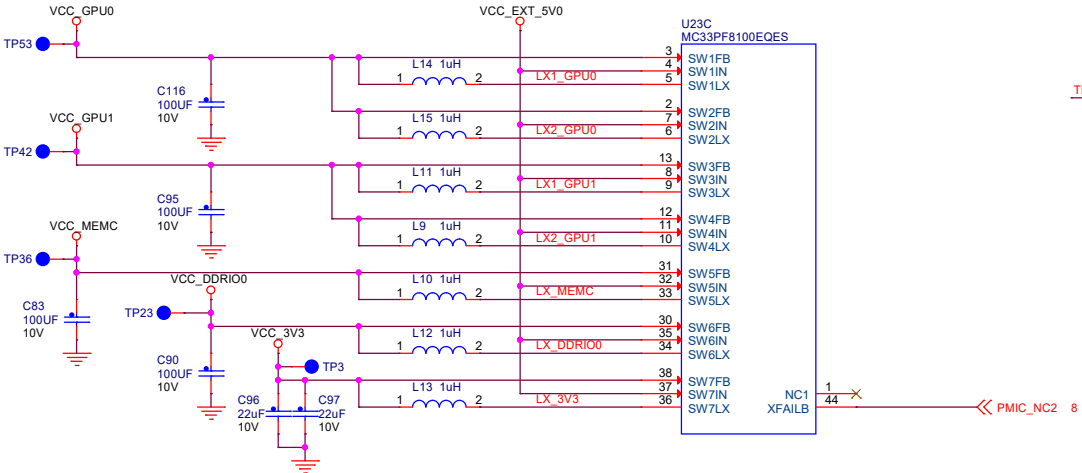 VCC_GPU0
VCC_EXT_5V0
U23C
MC33PF8100EQES
TP53
L14 1uH
1
2
LX1_GPU0
3
SW1FB
4
SW1IN
5
SW1LX
C116
100UF
10V
L15 1uH
1
2
LX2_GPU0
2
SW2FB
7
SW2IN
6
SW2LX
VCC_GPU1
TP42
L11 1uH
1
2
LX1_GPU1
13
SW3FB
8
SW3IN
9
SW3LX
C95
100UF
10V
L9 1uH
1
2
LX2_GPU1
12
SW4FB
11
SW4IN
10
SW4LX
VCC_MEMC
TP36
L10 1uH
1
2
LX_MEMC
31
SW5FB
32
SW5IN
33
SW5LX
C83
100UF
10V
VCC_DDRIO0
TP23
L12 1uH
1
2
LX_DDRIO0
30
SW6FB
35
SW6IN
34
SW6LX
C90
100UF
10V
VCC_3V3
TP3
L13 1uH
1
2
LX_3V3
38
SW7FB
37
SW7IN
36
SW7LX
C96
22uF
10V
C97
22uF
10V
1
NC1
44
XFAILB
PMIC_NC2 8